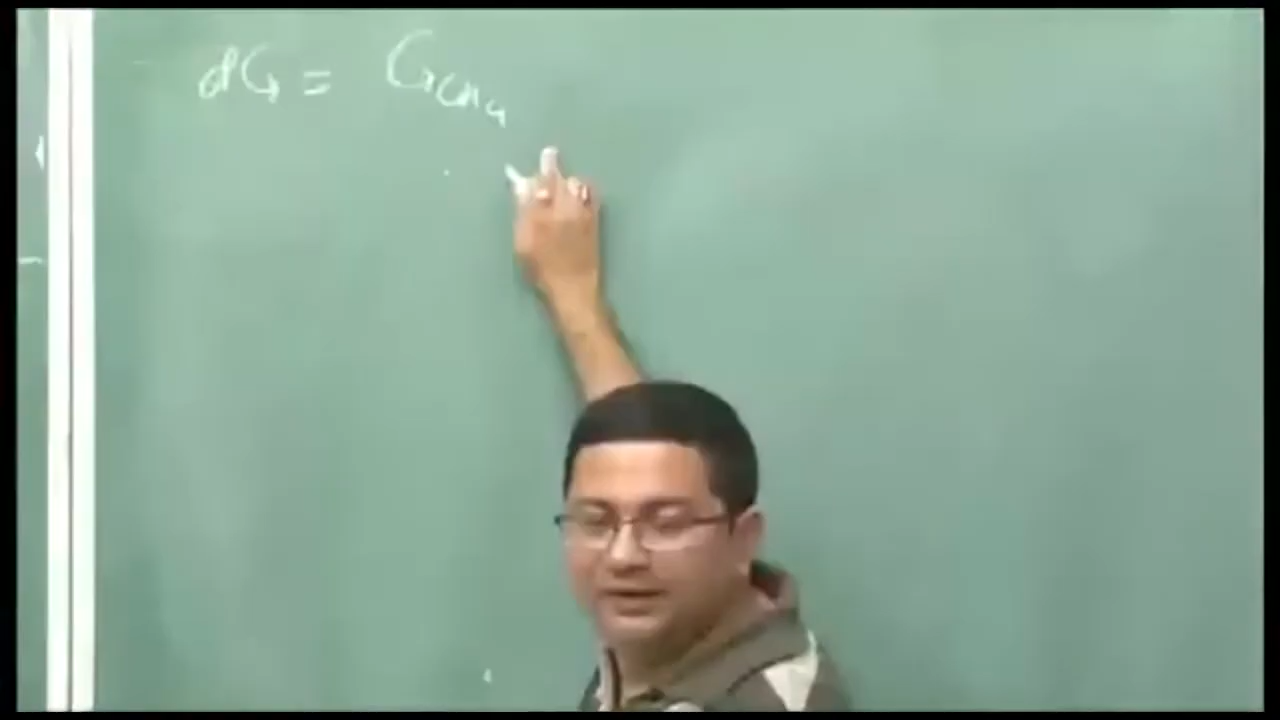 dG = G_CH₄